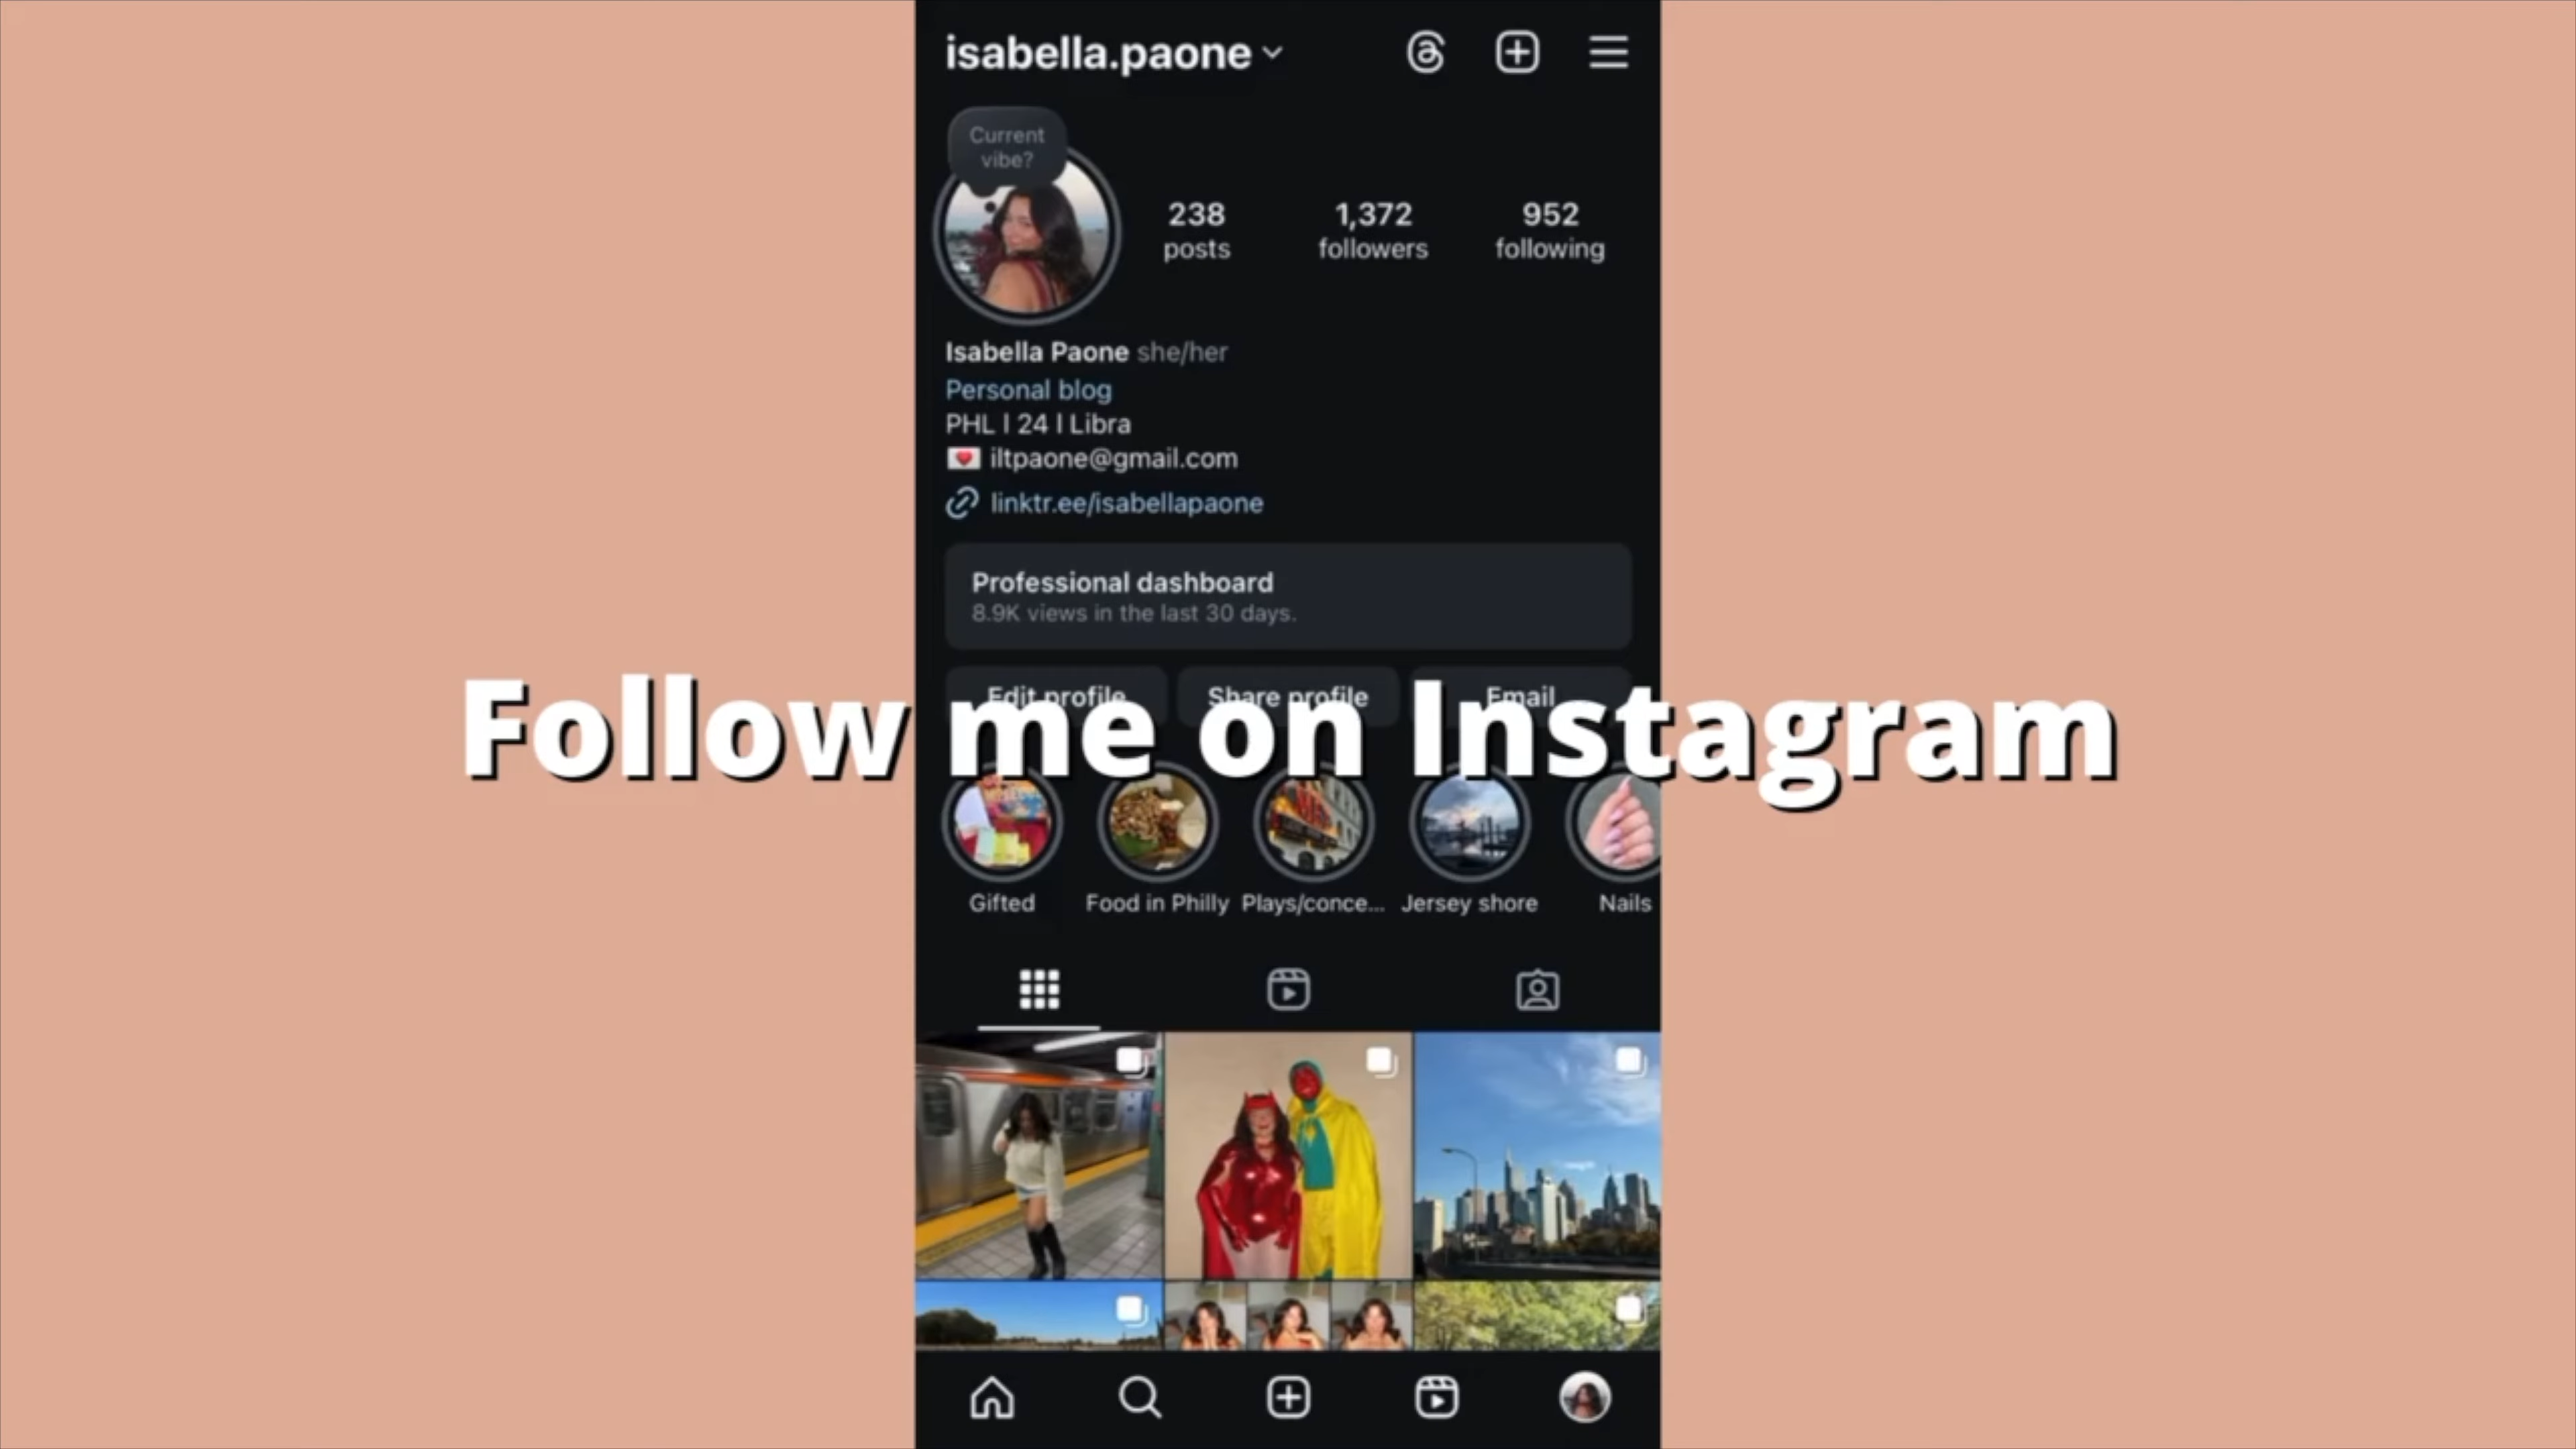 isabella.paone
Current
vibe?
238 1,372 952
posts followers following
Isabella Paone she/her
Personal blog
PHL | 24 | Libra
iltpaone@gmail.com
linktr.ee/isabellapaone
Professional dashboard
8.9K views in the last 30 days.
Edit profile Share profile Email
Follow me on Instagram
Gifted Food in Philly Plays/conce... Jersey shore Nails